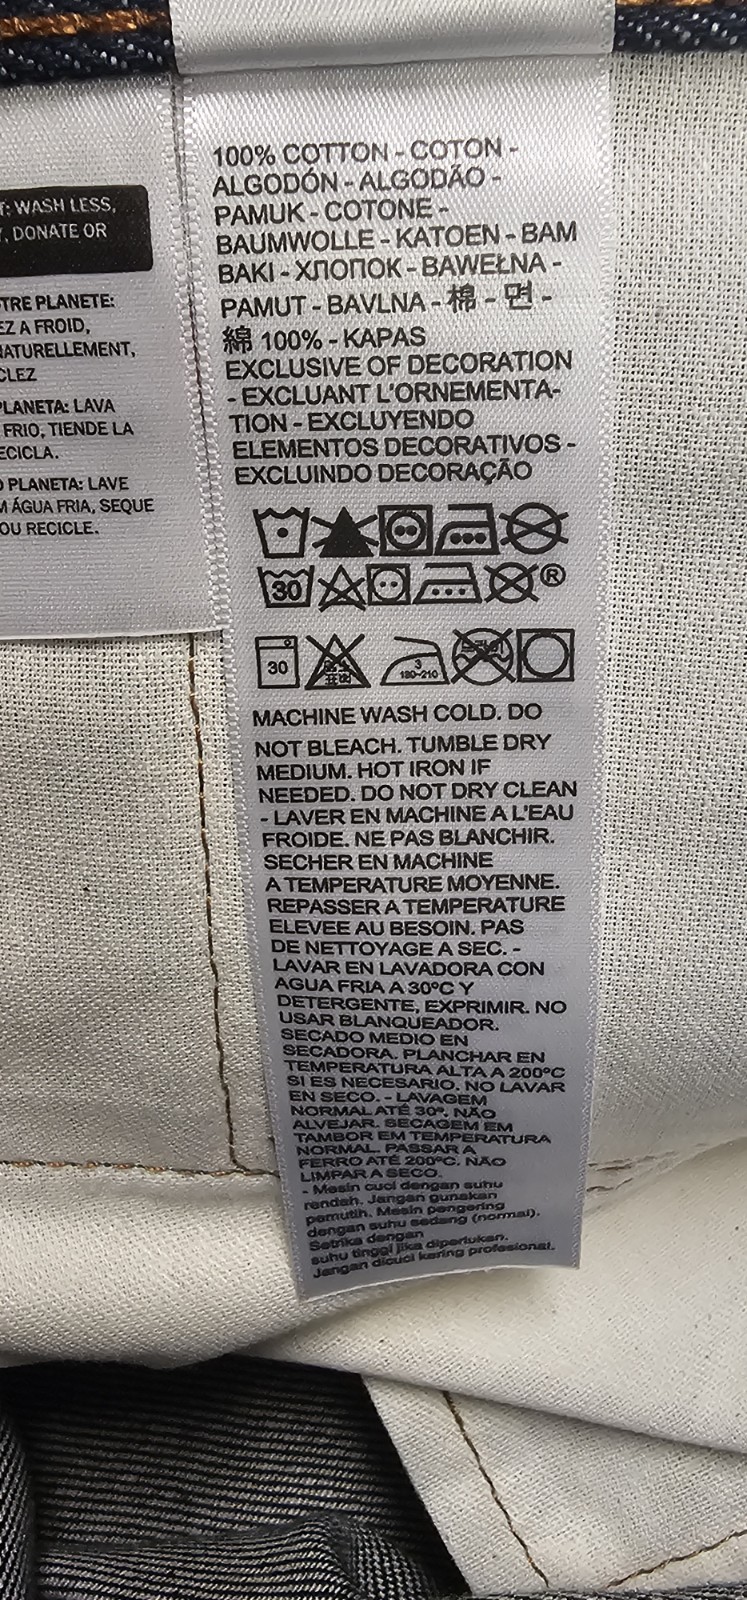 T: WASH LESS,
Y, DONATE OR
TRE PLANETE:
EZ A FROID,
NATURELLEMENT,
CLEZ
PLANETA: LAVA
FRIO, TIENDE LA
ECICLA.
O PLANETA: LAVE
M ÁGUA FRIA, SEQUE
OU RECICLE.
100% COTTON - COTON -
ALGODÓN - ALGODÃO -
PAMUK - COTONE -
BAUMWOLLE - KATOEN - BAM
BAKI - ХЛОПОК - BAWEŁNA -
PAMUT - BAVLNA - 棉 - 면 -
綿 100% - KAPAS
EXCLUSIVE OF DECORATION
- EXCLUANT L'ORNEMENTA-
TION - EXCLUYENDO
ELEMENTOS DECORATIVOS -
EXCLUINDO DECORAÇÃO
30 ®
30 3 180~210
MACHINE WASH COLD. DO
NOT BLEACH. TUMBLE DRY
MEDIUM. HOT IRON IF
NEEDED. DO NOT DRY CLEAN
- LAVER EN MACHINE A L'EAU
FROIDE. NE PAS BLANCHIR.
SECHER EN MACHINE
A TEMPERATURE MOYENNE.
REPASSER A TEMPERATURE
ELEVEE AU BESOIN. PAS
DE NETTOYAGE A SEC. -
LAVAR EN LAVADORA CON
AGUA FRIA A 30ºC Y
DETERGENTE, EXPRIMIR. NO
USAR BLANQUEADOR.
SECADO MEDIO EN
SECADORA. PLANCHAR EN
TEMPERATURA ALTA A 200ºC
SI ES NECESARIO. NO LAVAR
EN SECO. - LAVAGEM
NORMAL ATÉ 30º. NÃO
ALVEJAR. SECAGEM EM
TAMBOR EM TEMPERATURA
NORMAL. PASSAR A
FERRO ATÉ 200ºC. NÃO
LIMPAR A SECO.
- Mesin cuci dengan suhu
rendah. Jangan gunakan
pemutih. Mesin pengering
dengan suhu sedang (normal).
Setrika dengan
suhu tinggi jika diperlukan.
Jangan dicuci kering profesional.